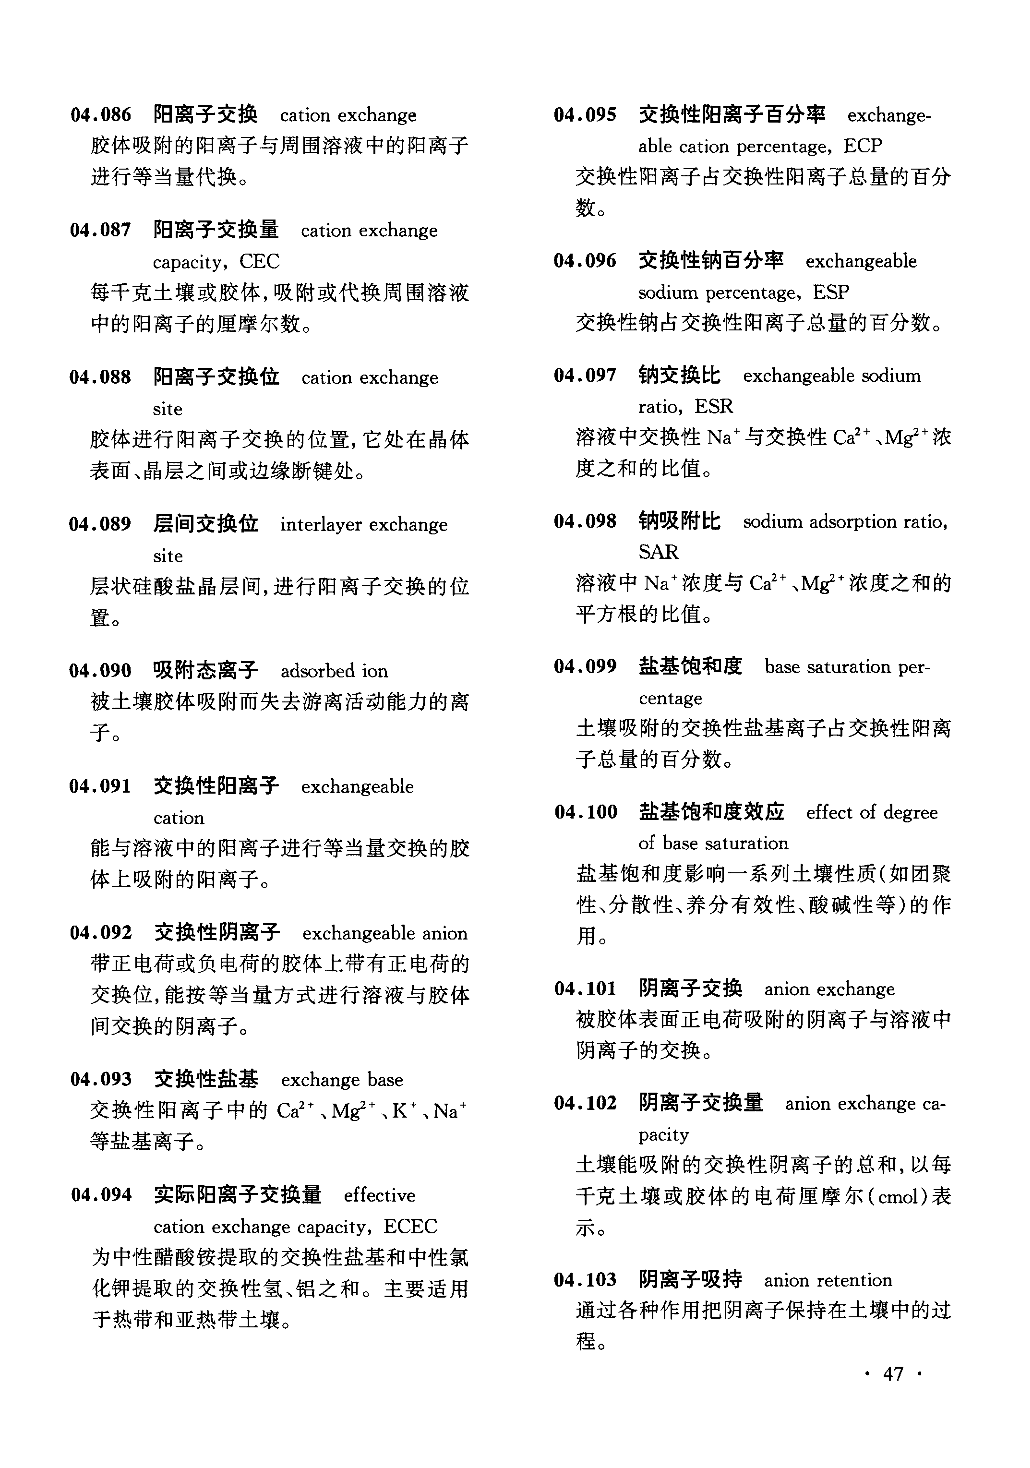 04.086 阳离子交换 cation exchange
胶体吸附的阳离子与周围溶液中的阳离子
进行等当量代换。
04.087 阳离子交换量 cation exchange
capacity, CEC
每千克土壤或胶体,吸附或代换周围溶液
中的阳离子的厘摩尔数。
04.088 阳离子交换位 cation exchange
site
胶体进行阳离子交换的位置,它处在晶体
表面、晶层之间或边缘断键处。
04.089 层间交换位 interlayer exchange
site
层状硅酸盐晶层间,进行阳离子交换的位
置。
04.090 吸附态离子 adsorbed ion
被土壤胶体吸附而失去游离活动能力的离
子。
04.091 交换性阳离子 exchangeable
cation
能与溶液中的阳离子进行等当量交换的胶
体上吸附的阳离子。
04.092 交换性阴离子 exchangeable anion
带正电荷或负电荷的胶体上带有正电荷的
交换位,能按等当量方式进行溶液与胶体
间交换的阴离子。
04.093 交换性盐基 exchange base
交换性阳离子中的 Ca²⁺、Mg²⁺、K⁺、Na⁺
等盐基离子。
04.094 实际阳离子交换量 effective
cation exchange capacity, ECEC
为中性醋酸铵提取的交换性盐基和中性氯
化钾提取的交换性氢、铝之和。主要适用
于热带和亚热带土壤。
04.095 交换性阳离子百分率 exchange-
able cation percentage, ECP
交换性阳离子占交换性阳离子总量的百分
数。
04.096 交换性钠百分率 exchangeable
sodium percentage, ESP
交换性钠占交换性阳离子总量的百分数。
04.097 钠交换比 exchangeable sodium
ratio, ESR
溶液中交换性 Na⁺ 与交换性 Ca²⁺、Mg²⁺ 浓
度之和的比值。
04.098 钠吸附比 sodium adsorption ratio,
SAR
溶液中 Na⁺ 浓度与 Ca²⁺、Mg²⁺ 浓度之和的
平方根的比值。
04.099 盐基饱和度 base saturation per-
centage
土壤吸附的交换性盐基离子占交换性阳离
子总量的百分数。
04.100 盐基饱和度效应 effect of degree
of base saturation
盐基饱和度影响一系列土壤性质(如团聚
性、分散性、养分有效性、酸碱性等)的作
用。
04.101 阴离子交换 anion exchange
被胶体表面正电荷吸附的阴离子与溶液中
阴离子的交换。
04.102 阴离子交换量 anion exchange ca-
pacity
土壤能吸附的交换性阴离子的总和,以每
千克土壤或胶体的电荷厘摩尔(cmol)表
示。
04.103 阴离子吸持 anion retention
通过各种作用把阴离子保持在土壤中的过
程。
· 47 ·